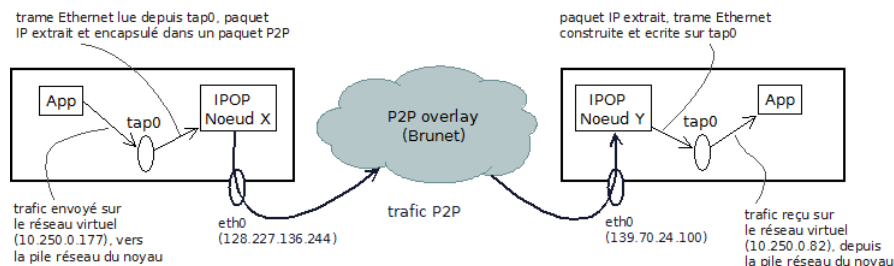 trame Ethernet lue depuis tap0, paquet
IP extrait et encapsulé dans un paquet P2P
paquet IP extrait, trame Ethernet
construite et ecrite sur tap0
App
tap0
IPOP
Noeud X
P2P overlay
(Brunet)
IPOP
Noeud Y
tap0
App
trafic envoyé sur
le réseau virtuel
(10.250.0.177), vers
la pile réseau du noyau
eth0
(128.227.136.244)
trafic P2P
eth0
(139.70.24.100)
trafic reçu sur
le réseau virtuel
(10.250.0.82), depuis
la pile réseau du noyau